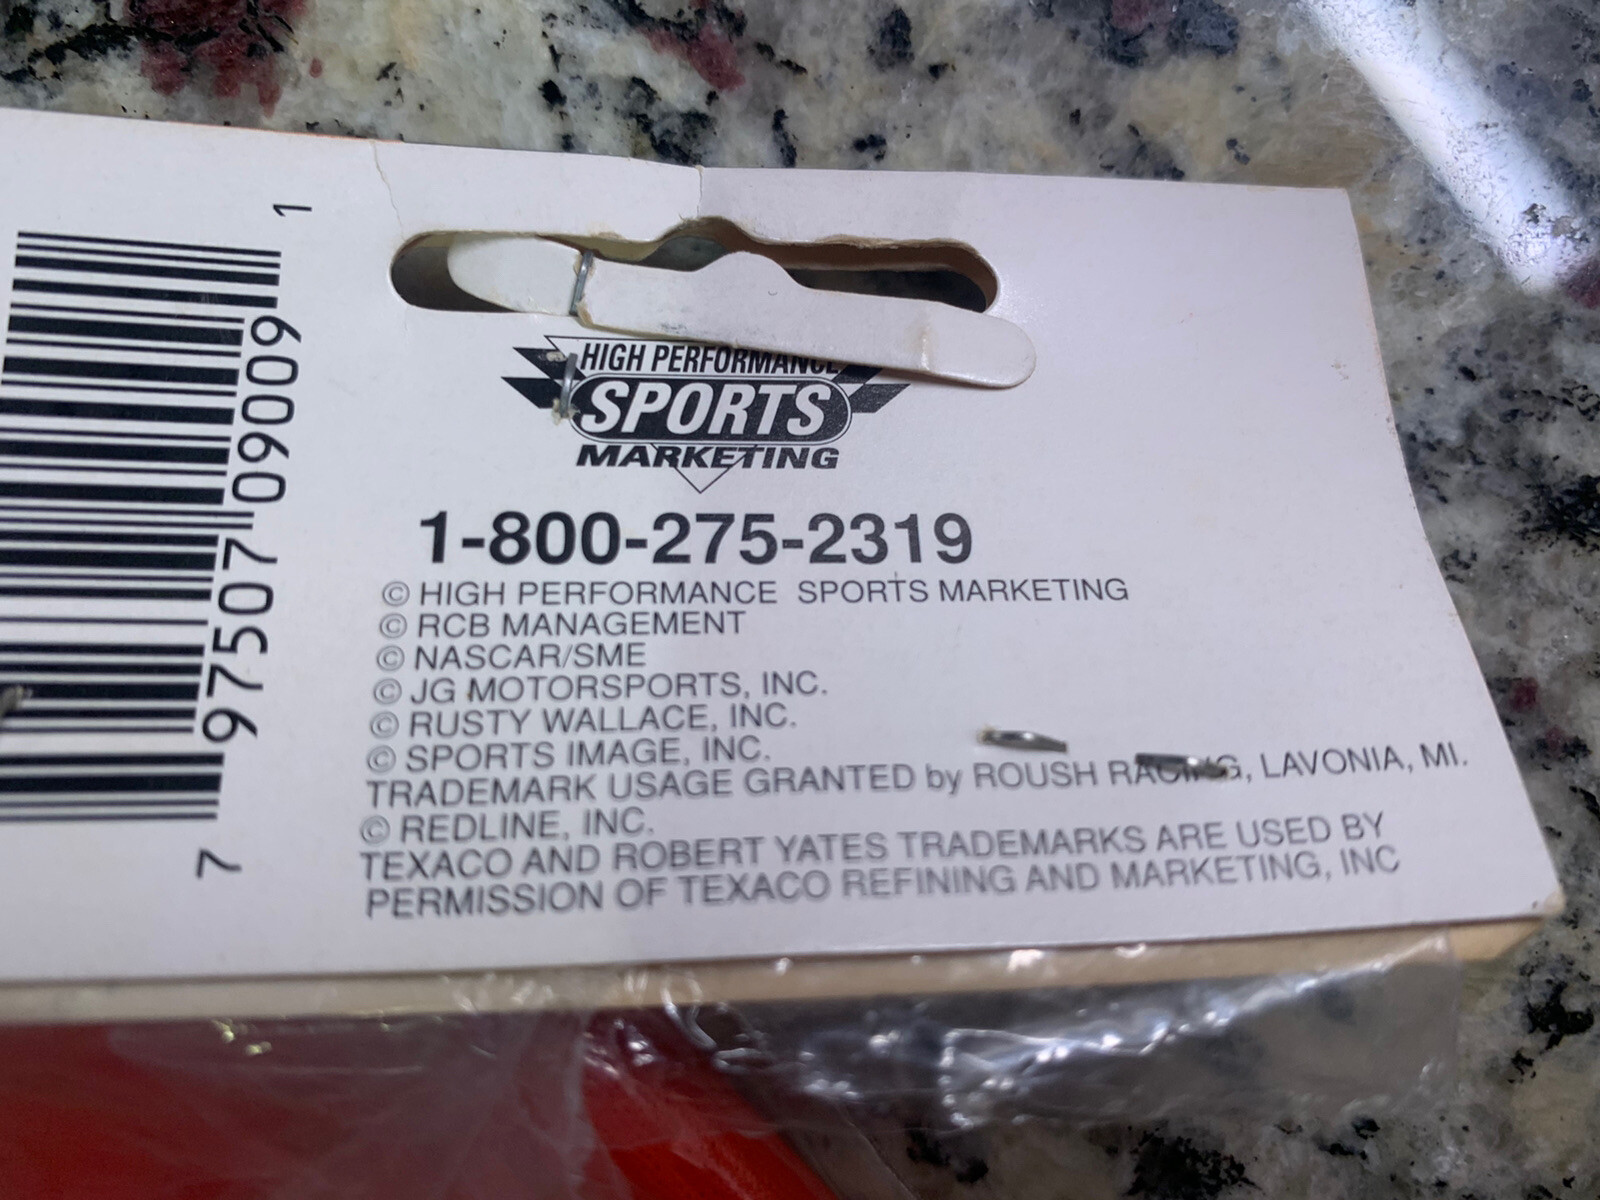 HIGH PERFORMANCE
SPORTS
MARKETING
1-800-275-2319
© HIGH PERFORMANCE SPORTS MARKETING
© RCB MANAGEMENT
© NASCAR/SME
© JG MOTORSPORTS, INC.
© RUSTY WALLACE, INC.
© SPORTS IMAGE, INC.
TRADEMARK USAGE GRANTED by ROUSH RACING, LAVONIA, MI.
© REDLINE, INC.
TEXACO AND ROBERT YATES TRADEMARKS ARE USED BY
PERMISSION OF TEXACO REFINING AND MARKETING, INC
7 97507 09009 1